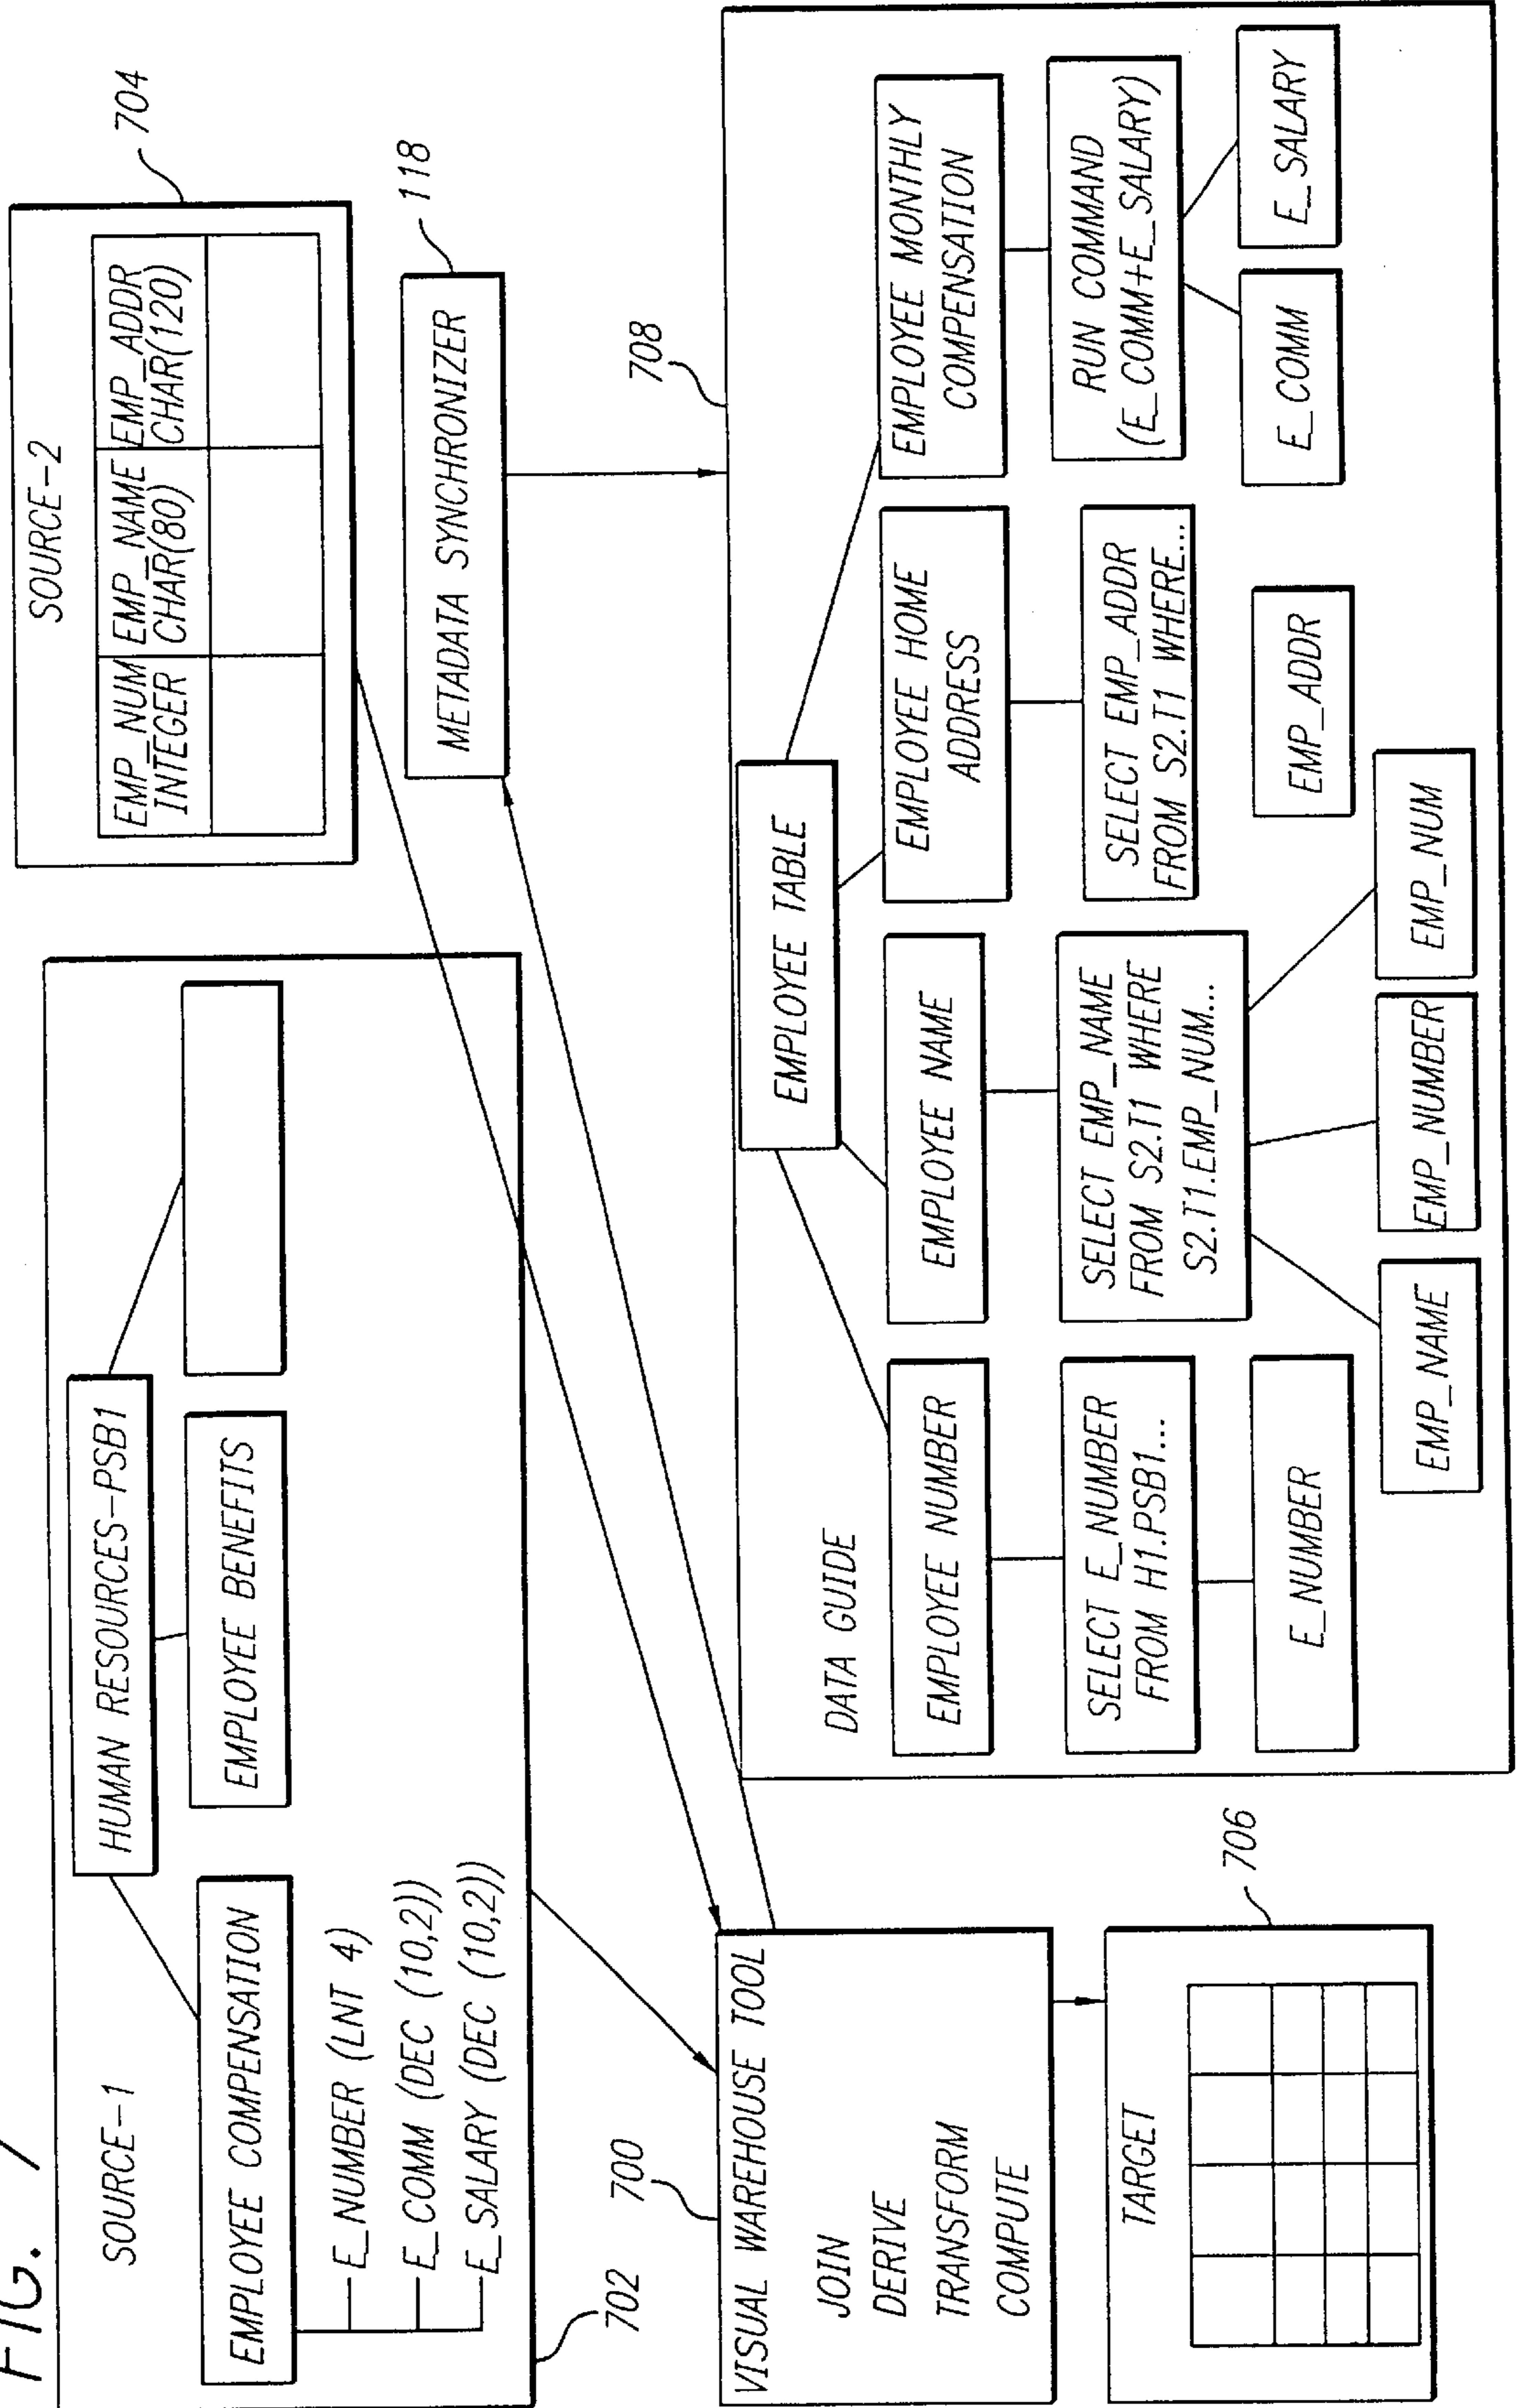 FIG. 7
SOURCE-1
HUMAN RESOURCES-PSB1
EMPLOYEE COMPENSATION
EMPLOYEE BENEFITS
E_NUMBER (LNT 4)
E_COMM (DEC (10,2))
E_SALARY (DEC (10,2))
702
SOURCE-2
EMP_NUM
INTEGER
EMP_NAME
CHAR(80)
EMP_ADDR
CHAR(120)
704
METADATA SYNCHRONIZER
118
700
VISUAL WAREHOUSE TOOL
JOIN
DERIVE
TRANSFORM
COMPUTE
TARGET
706
708
DATA GUIDE
EMPLOYEE TABLE
EMPLOYEE NUMBER
EMPLOYEE NAME
EMPLOYEE HOME
ADDRESS
EMPLOYEE MONTHLY
COMPENSATION
SELECT E_NUMBER
FROM H1.PSB1...
SELECT EMP_NAME
FROM S2.T1 WHERE
S2.T1.EMP_NUM...
SELECT EMP_ADDR
FROM S2.T1 WHERE...
RUN COMMAND
(E_COMM+E_SALARY)
E_NUMBER
EMP_NAME
EMP_NUMBER
EMP_NUM
EMP_ADDR
E_COMM
E_SALARY